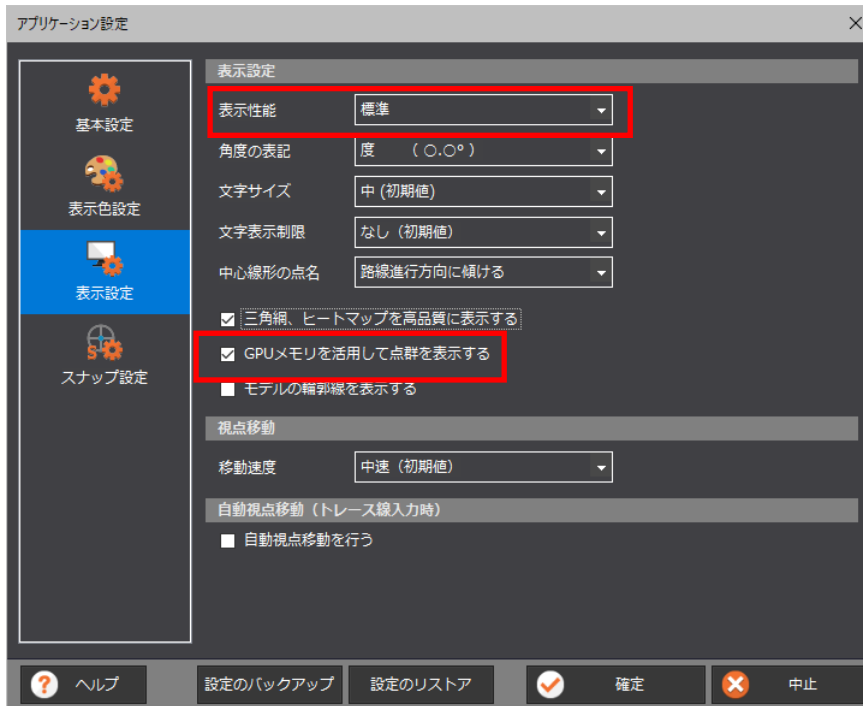 アプリケーション設定
基本設定
表示色設定
表示設定
スナップ設定
表示設定
表示性能 標準
角度の表記 度 （ ○.○° ）
文字サイズ 中 (初期値)
文字表示制限 なし（初期値）
中心線形の点名 路線進行方向に傾ける
三角網、ヒートマップを高品質に表示する
GPUメモリを活用して点群を表示する
モデルの輪郭線を表示する
視点移動
移動速度 中速（初期値）
自動視点移動（トレース線入力時）
自動視点移動を行う
? ヘルプ 設定のバックアップ 設定のリストア 確定 中止